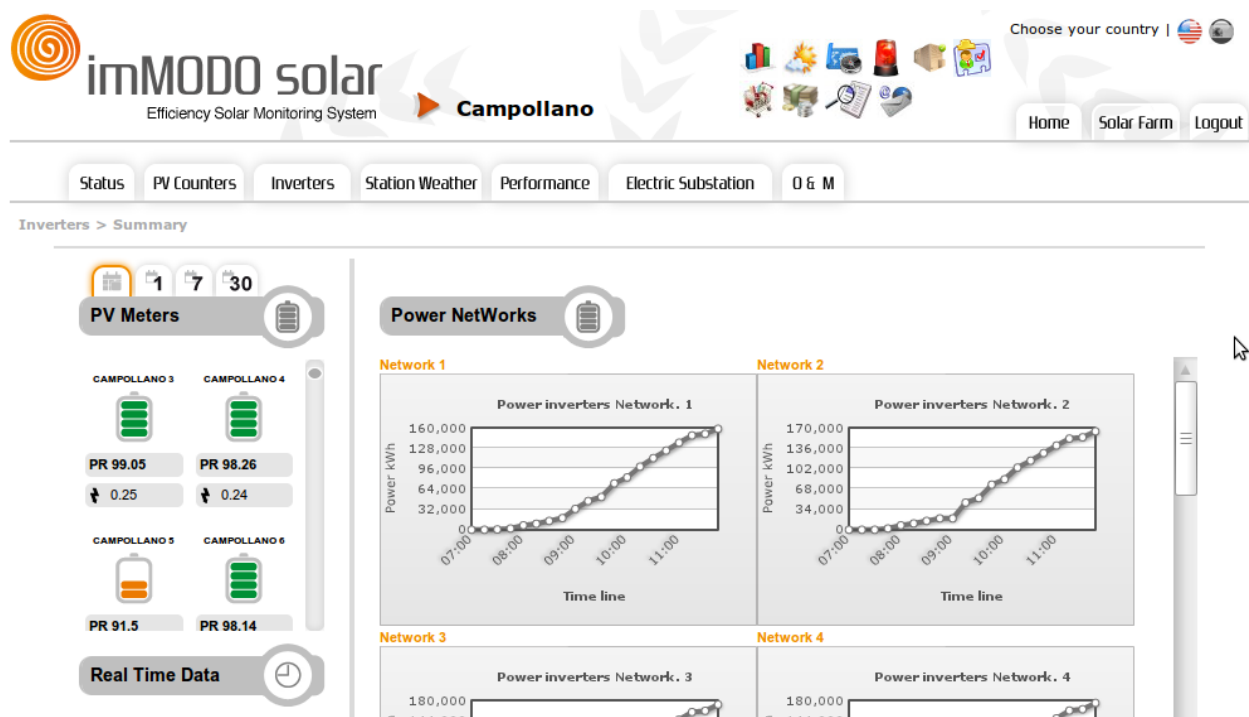 Choose your country |
imMODO solar
Efficiency Solar Monitoring System
Campollano
Home Solar Farm Logout
Status PV Counters Inverters Station Weather Performance Electric Substation O & M
Inverters > Summary
1 7 30
PV Meters
Power NetWorks
CAMPOLLANO 3 CAMPOLLANO 4
PR 99.05 PR 98.26
0.25 0.24
CAMPOLLANO 5 CAMPOLLANO 6
PR 91.5 PR 98.14
Real Time Data
Network 1
Power inverters Network. 1
Power kWh
160,000
128,000
96,000
64,000
32,000
0
07:00 08:00 09:00 10:00 11:00
Time line
Network 2
Power inverters Network. 2
Power kWh
170,000
136,000
102,000
68,000
34,000
0
07:00 08:00 09:00 10:00 11:00
Time line
Network 3
Power inverters Network. 3
180,000
Network 4
Power inverters Network. 4
180,000